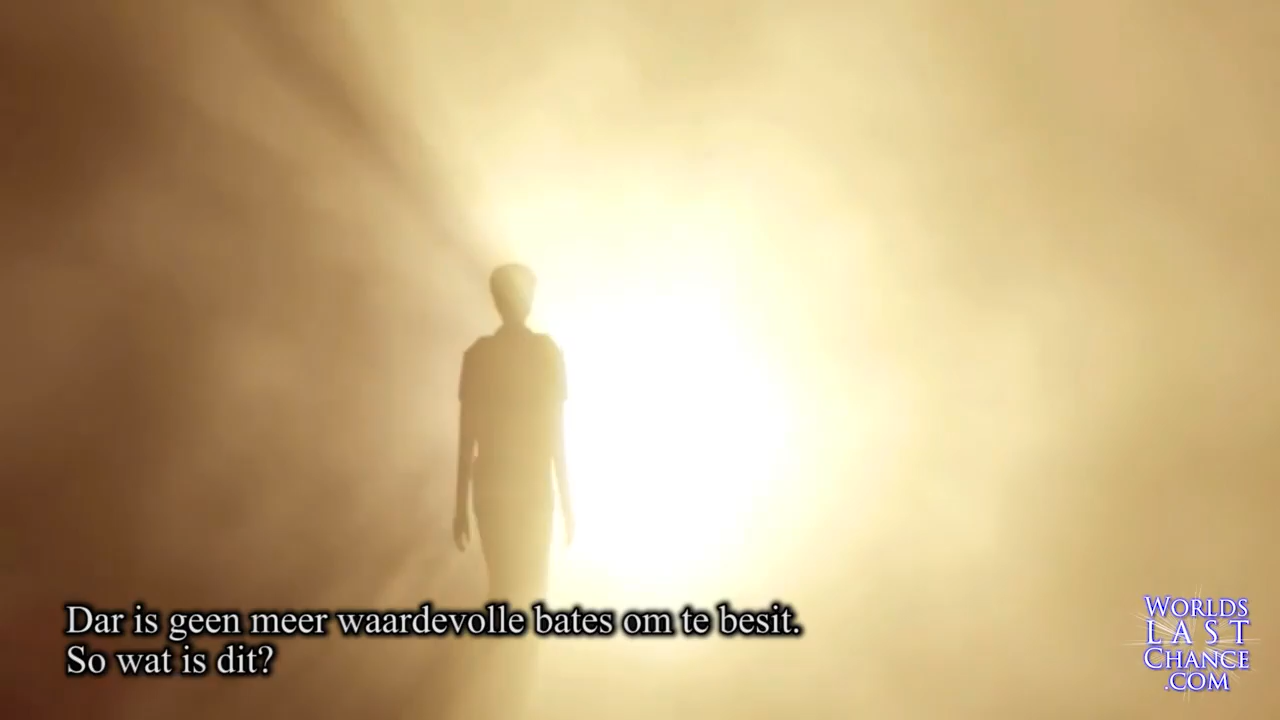 Dar is geen meer waardevolle bates om te besit.
So wat is dit?
WORLDS
LAST
CHANCE
.COM